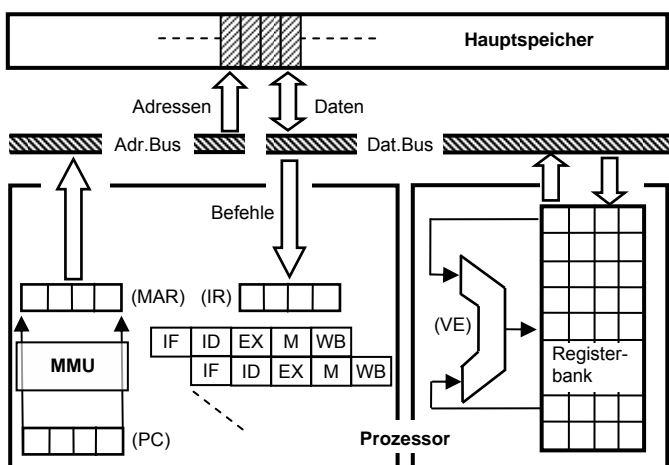 Hauptspeicher
Adressen
Daten
Adr.Bus
Dat.Bus
Befehle
(MAR)
(IR)
IF ID EX M WB
IF ID EX M WB
MMU
(PC)
(VE)
Register-
bank
Prozessor